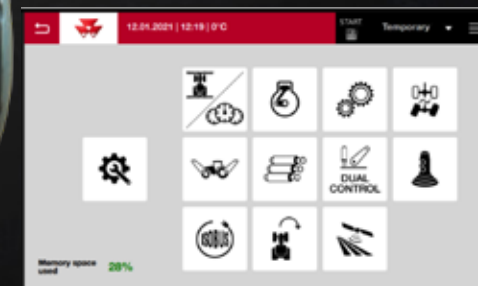 12.01.2021 | 12:19 | 0°C
START
Temporary
DUAL
CONTROL
ISOBUS
Memory space
used
28%